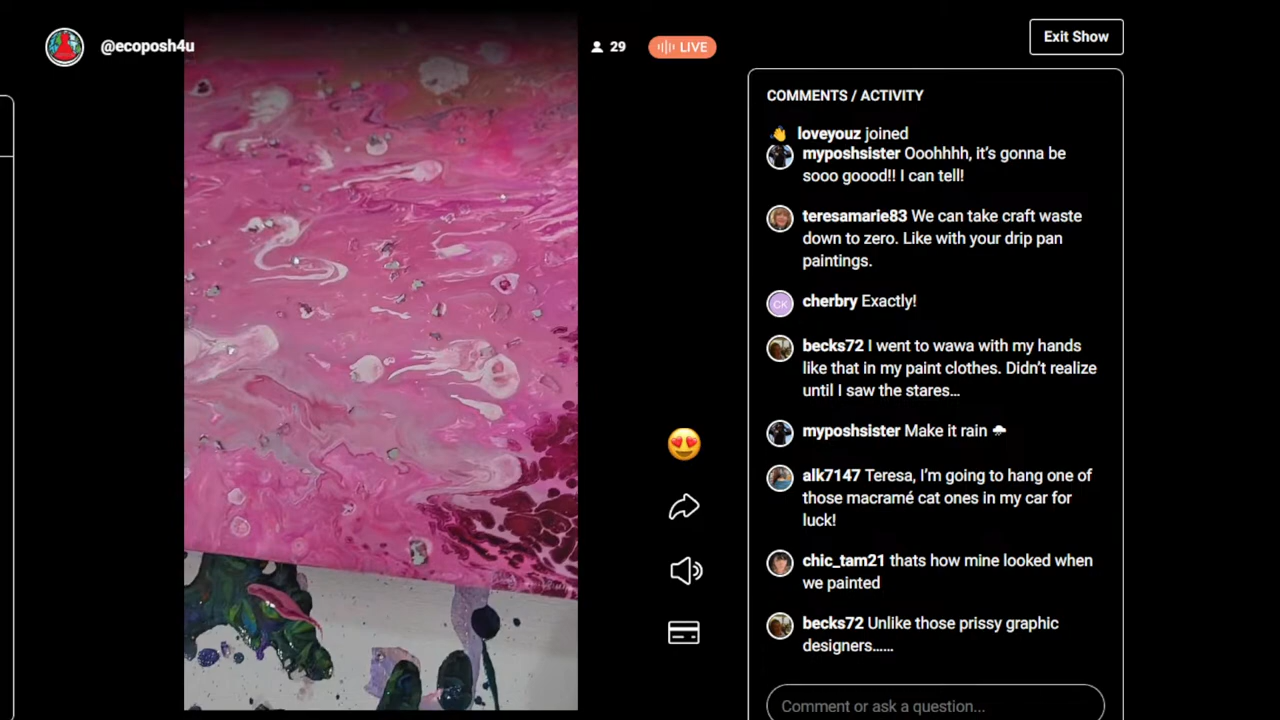 @ecoposh4u
29
LIVE
Exit Show
COMMENTS / ACTIVITY
loveyouz joined
myposhsister Ooohhhh, it's gonna be
sooo goood!! I can tell!
teresamarie83 We can take craft waste
down to zero. Like with your drip pan
paintings.
CK
cherbry Exactly!
becks72 I went to wawa with my hands
like that in my paint clothes. Didn't realize
until I saw the stares…
myposhsister Make it rain 🌧
alk7147 Teresa, I'm going to hang one of
those macramé cat ones in my car for
luck!
chic_tam21 thats how mine looked when
we painted
becks72 Unlike those prissy graphic
designers……
Comment or ask a question...